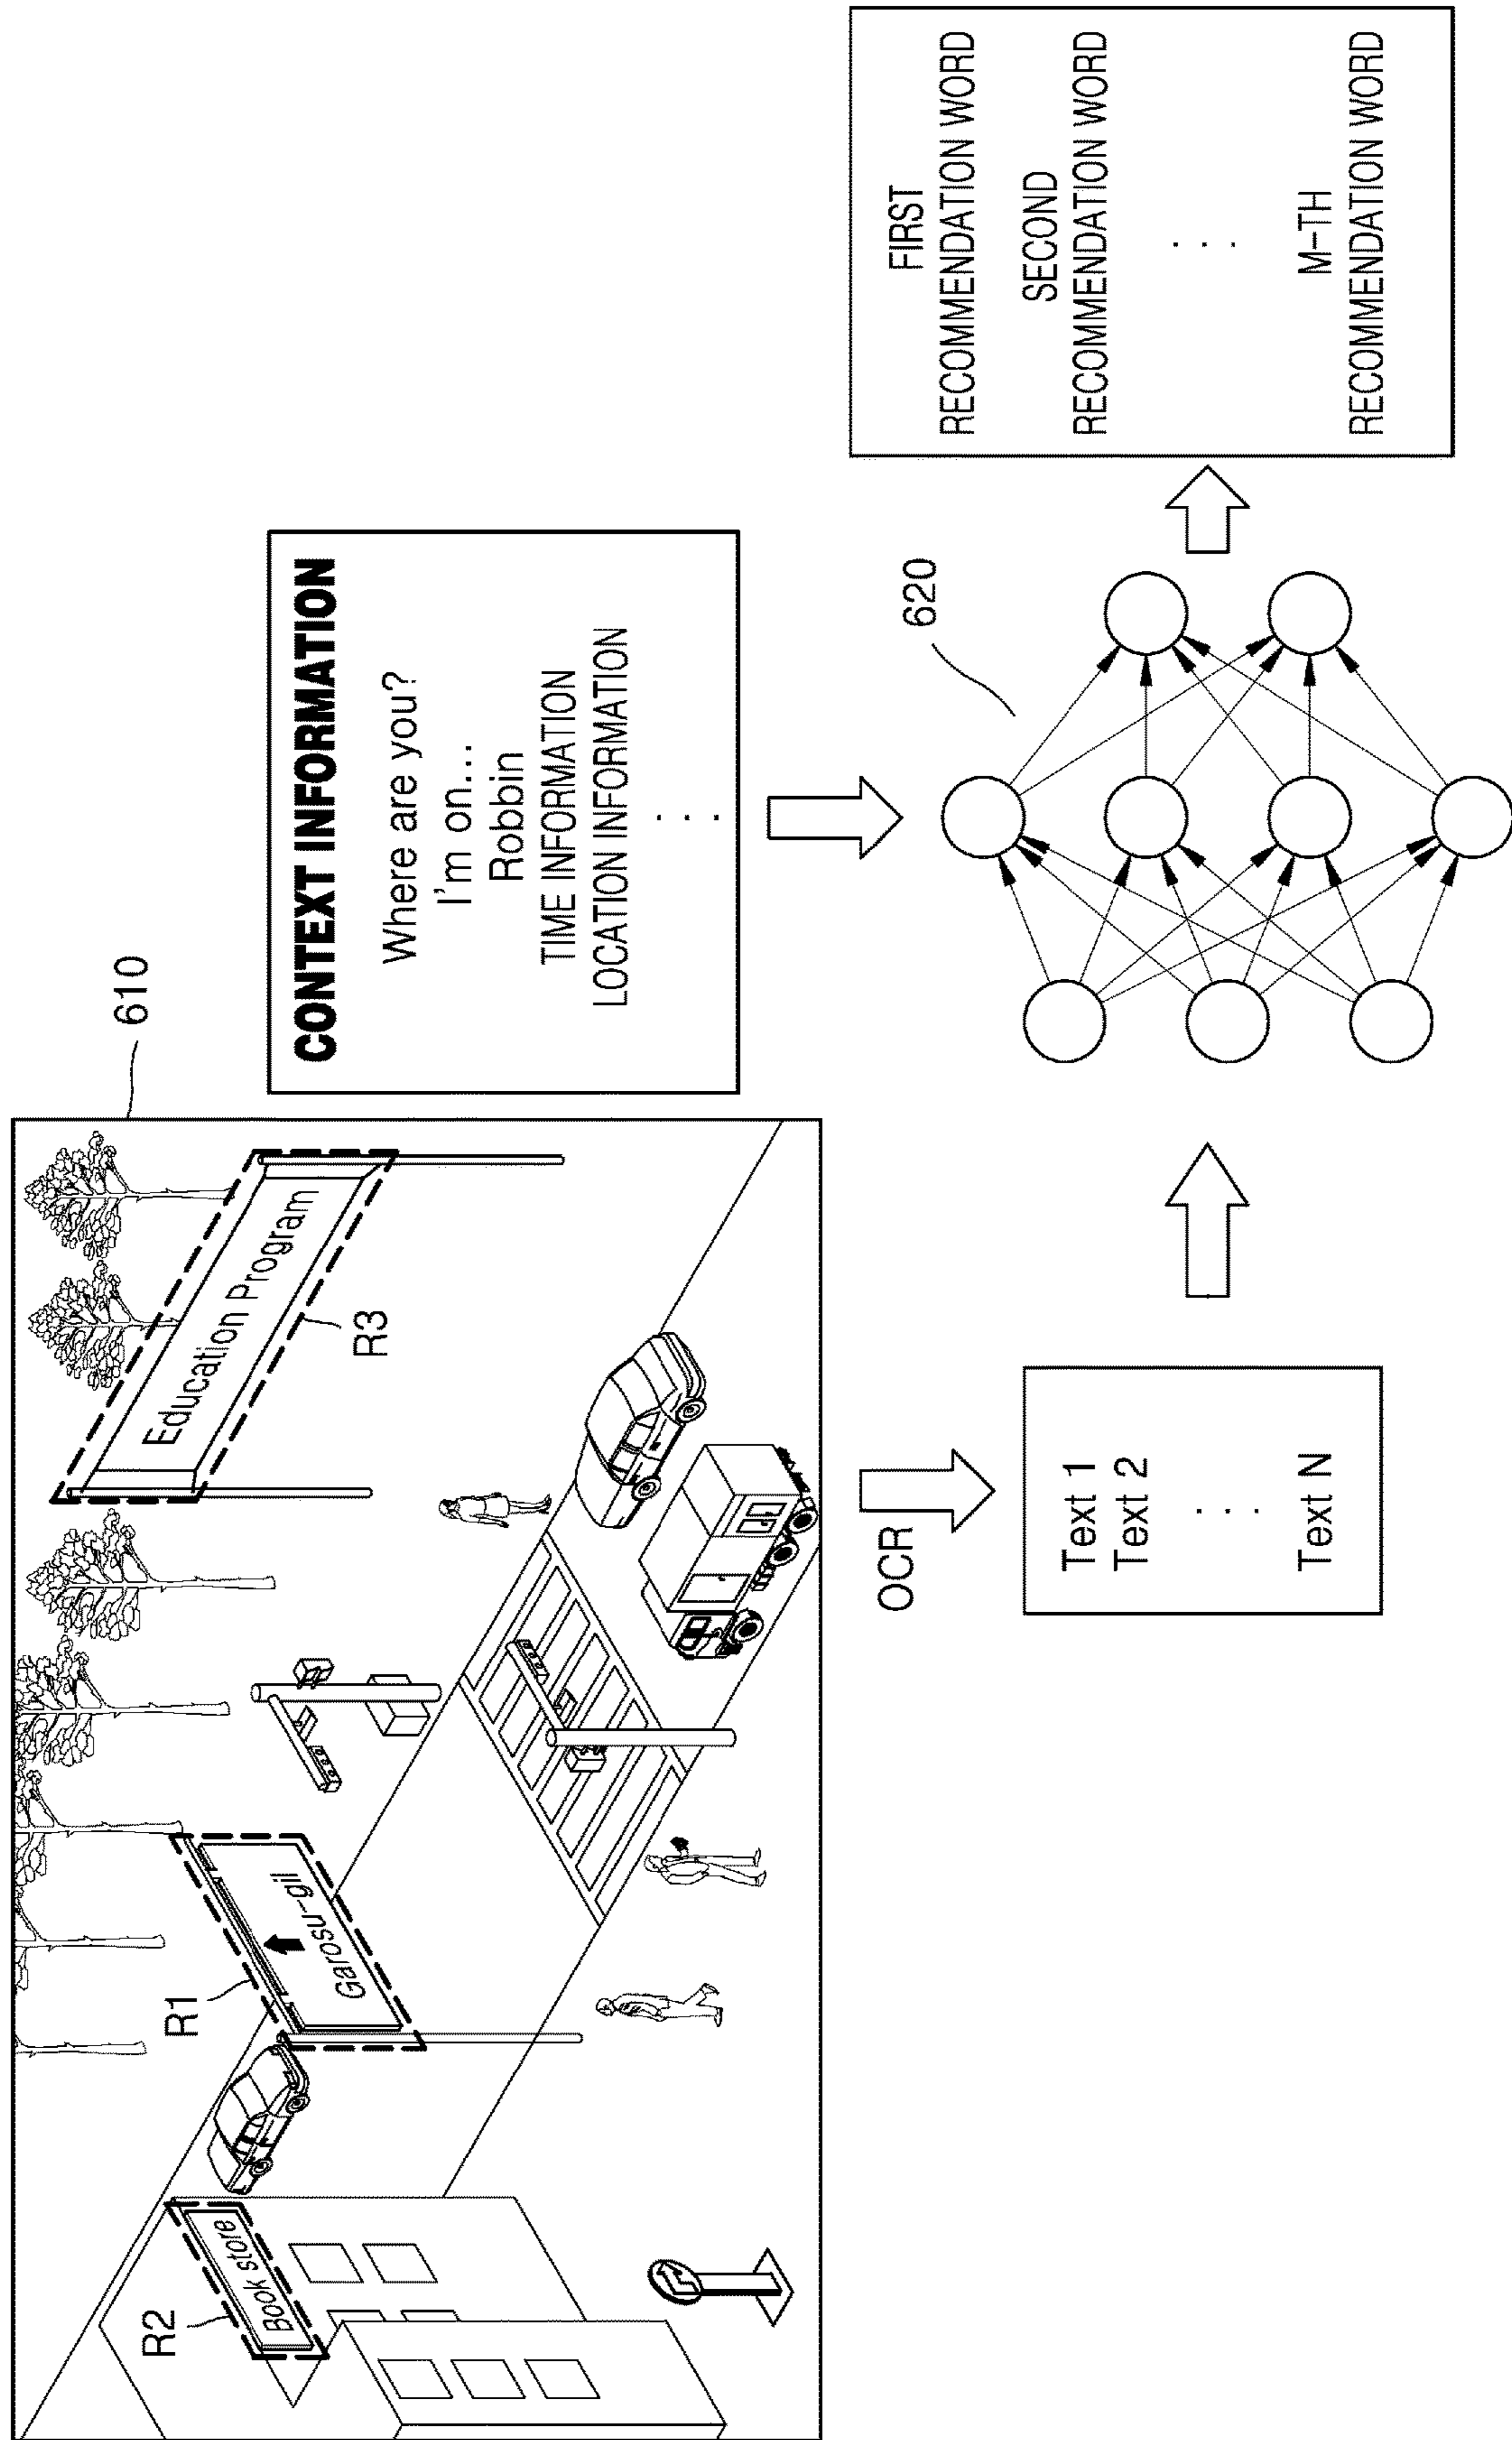 610
R2
Book store
R1
Garosu-gil
Education Program
R3
CONTEXT INFORMATION
Where are you?
I'm on...
Robbin
TIME INFORMATION
LOCATION INFORMATION
. . .
OCR
Text 1
Text 2
. . .
Text N
620
FIRST
RECOMMENDATION WORD
SECOND
RECOMMENDATION WORD
. . .
M-TH
RECOMMENDATION WORD